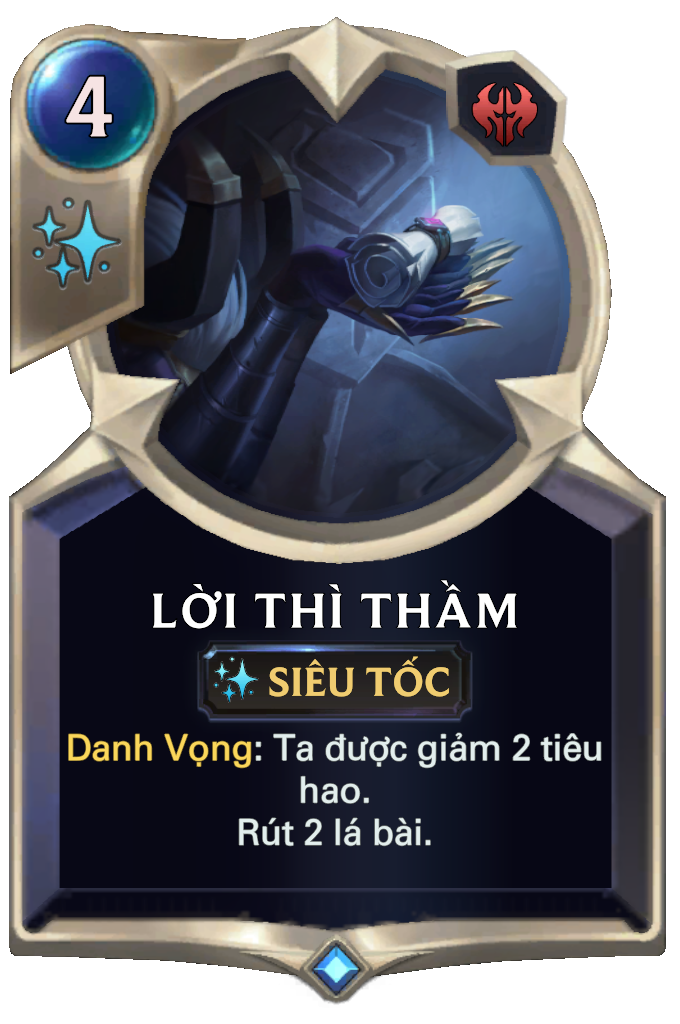 4
LỜI THÌ THẦM
SIÊU TỐC
Danh Vọng: Ta được giảm 2 tiêu
hao.
Rút 2 lá bài.